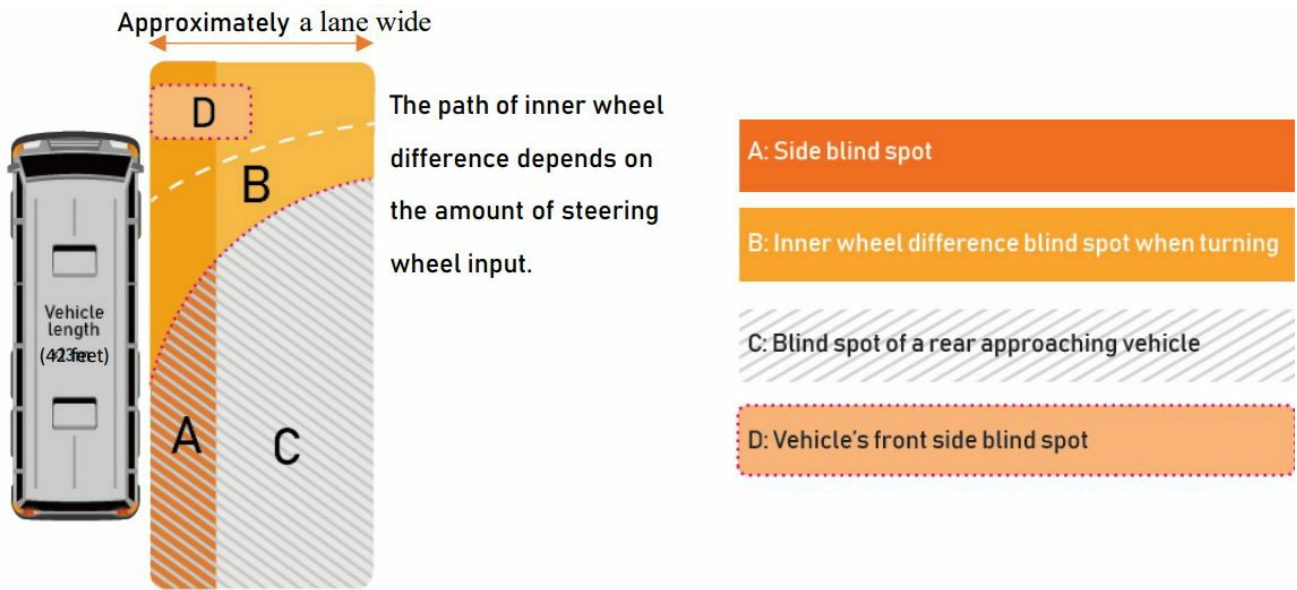 Approximately a lane wide
D
B
A
C
The path of inner wheel
difference depends on
the amount of steering
wheel input.
Vehicle
length
feet)
A: Side blind spot
B: Inner wheel difference blind spot when turning
C: Blind spot of a rear approaching vehicle
D: Vehicle's front side blind spot